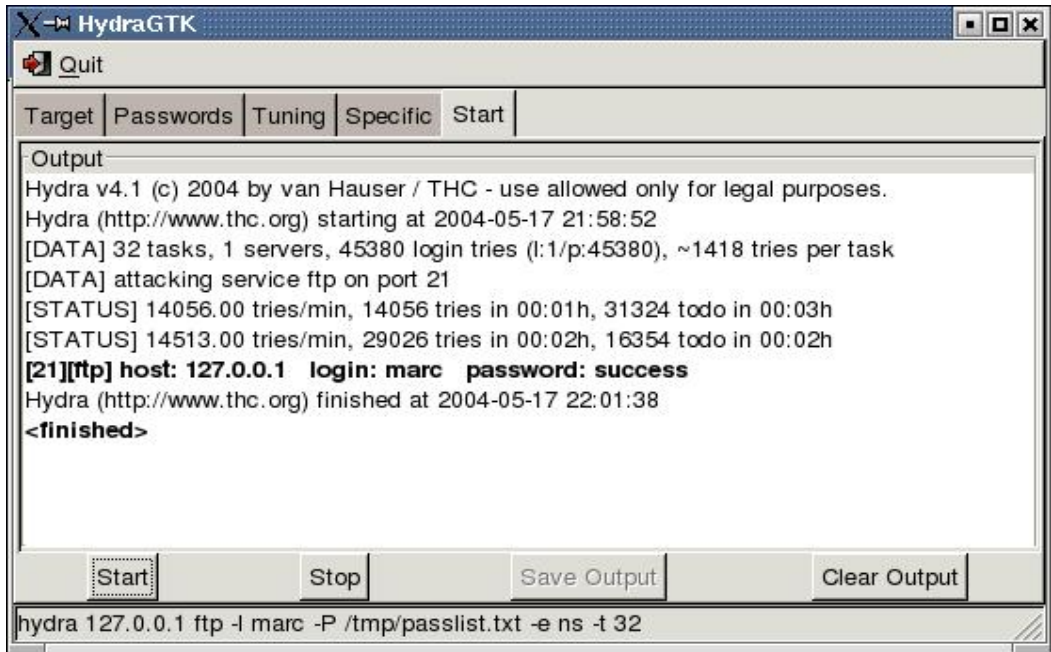 HydraGTK
Quit
Target Passwords Tuning Specific Start
Output
Hydra v4.1 (c) 2004 by van Hauser / THC - use allowed only for legal purposes.
Hydra (http://www.thc.org) starting at 2004-05-17 21:58:52
[DATA] 32 tasks, 1 servers, 45380 login tries (l:1/p:45380), ~1418 tries per task
[DATA] attacking service ftp on port 21
[STATUS] 14056.00 tries/min, 14056 tries in 00:01h, 31324 todo in 00:03h
[STATUS] 14513.00 tries/min, 29026 tries in 00:02h, 16354 todo in 00:02h
[21][ftp] host: 127.0.0.1 login: marc password: success
Hydra (http://www.thc.org) finished at 2004-05-17 22:01:38
<finished>
Start Stop Save Output Clear Output
hydra 127.0.0.1 ftp -l marc -P /tmp/passlist.txt -e ns -t 32